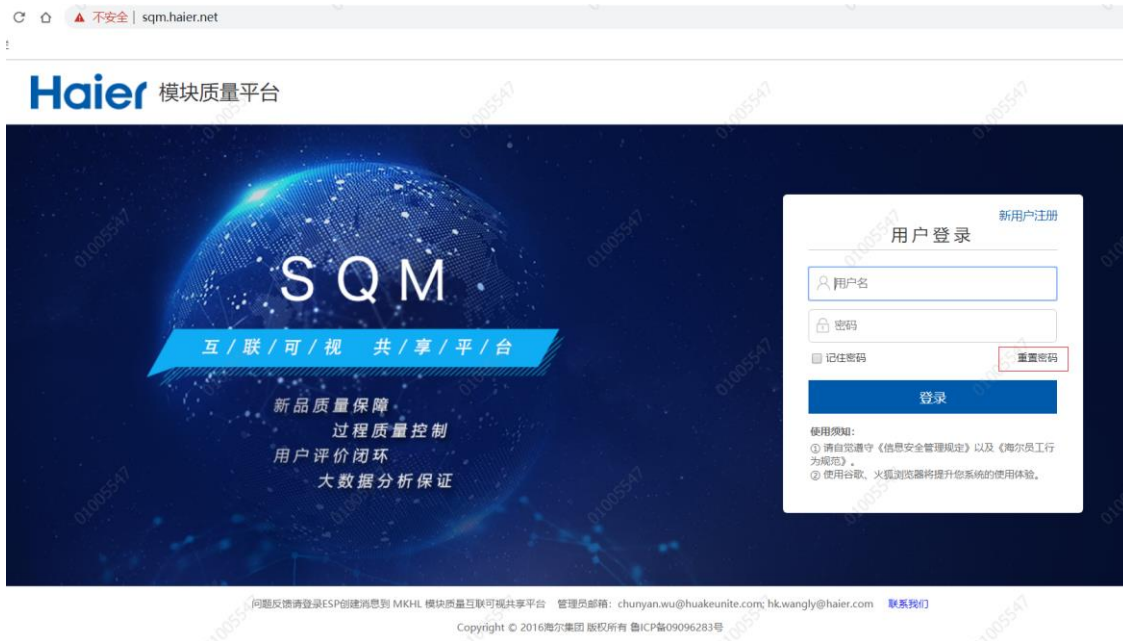 不安全 | sqm.haier.net
Haier 模块质量平台
新用户注册
用户登录
SQM
用户名
密码
互/联/可/视 共/享/平/台
记住密码 重置密码
登录
新品质量保障
过程质量控制
用户评价闭环
大数据分析保证
使用须知:
① 请自觉遵守《信息安全管理规定》以及《海尔员工行
为规范》。
② 使用谷歌、火狐浏览器将提升您系统的使用体验。
问题反馈请登录ESP创建消息到 MKHL 模块质量互联可视共享平台 管理员邮箱: chunyan.wu@huakeunite.com; hk.wangly@haier.com 联系我们
Copyright © 2016海尔集团 版权所有 鲁ICP备09096283号
01005547